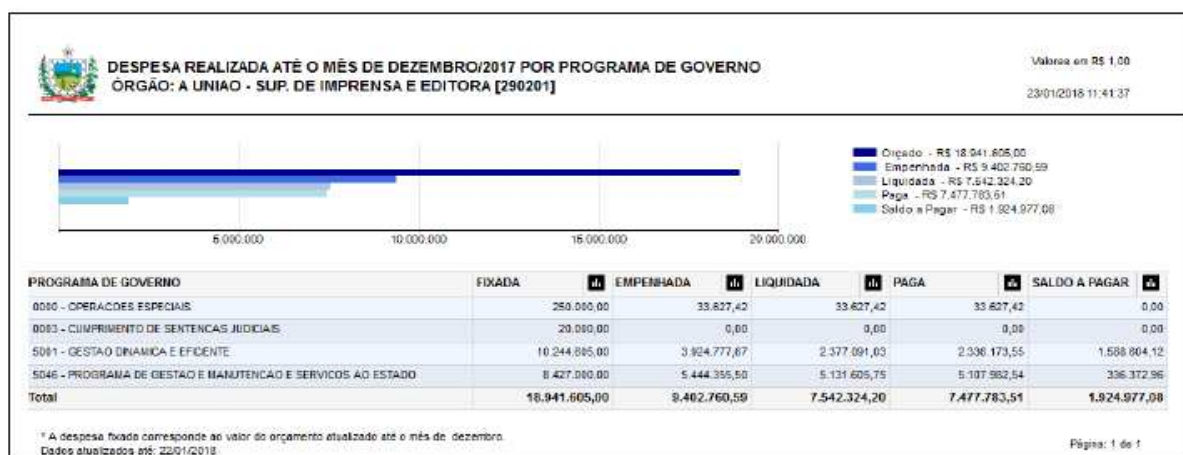 DESPESA REALIZADA ATÉ O MÊS DE DEZEMBRO/2017 POR PROGRAMA DE GOVERNO
ÓRGÃO: A UNIAO - SUP. DE IMPRENSA E EDITORA [290201]
Valores em R$ 1,00
23/01/2018 11:41:37
Orçado - R$ 18.941.605,00
Empenhada - R$ 9.402.760,59
Liquidada - R$ 7.542.324,20
Paga - R$ 7.477.783,51
Saldo a Pagar - R$ 1.924.977,08
5.000.000 10.000.000 15.000.000 20.000.000
PROGRAMA DE GOVERNO FIXADA EMPENHADA LIQUIDADA PAGA SALDO A PAGAR
0000 - OPERACOES ESPECIAIS 250.000,00 33.627,42 33.627,42 33.627,42 0,00
0003 - CUMPRIMENTO DE SENTENCAS JUDICIAIS 20.000,00 0,00 0,00 0,00 0,00
5001 - GESTAO DINAMICA E EFICIENTE 10.244.605,00 3.924.777,67 2.377.091,03 2.336.173,55 1.588.604,12
5046 - PROGRAMA DE GESTAO E MANUTENCAO E SERVICOS AO ESTADO 8.427.000,00 5.444.355,50 5.131.605,75 5.107.982,54 336.372,96
Total 18.941.605,00 9.402.760,59 7.542.324,20 7.477.783,51 1.924.977,08
* A despesa fixada corresponde ao valor do orçamento atualizado até o mês de dezembro.
Dados atualizados até: 22/01/2018
Página: 1 de 1